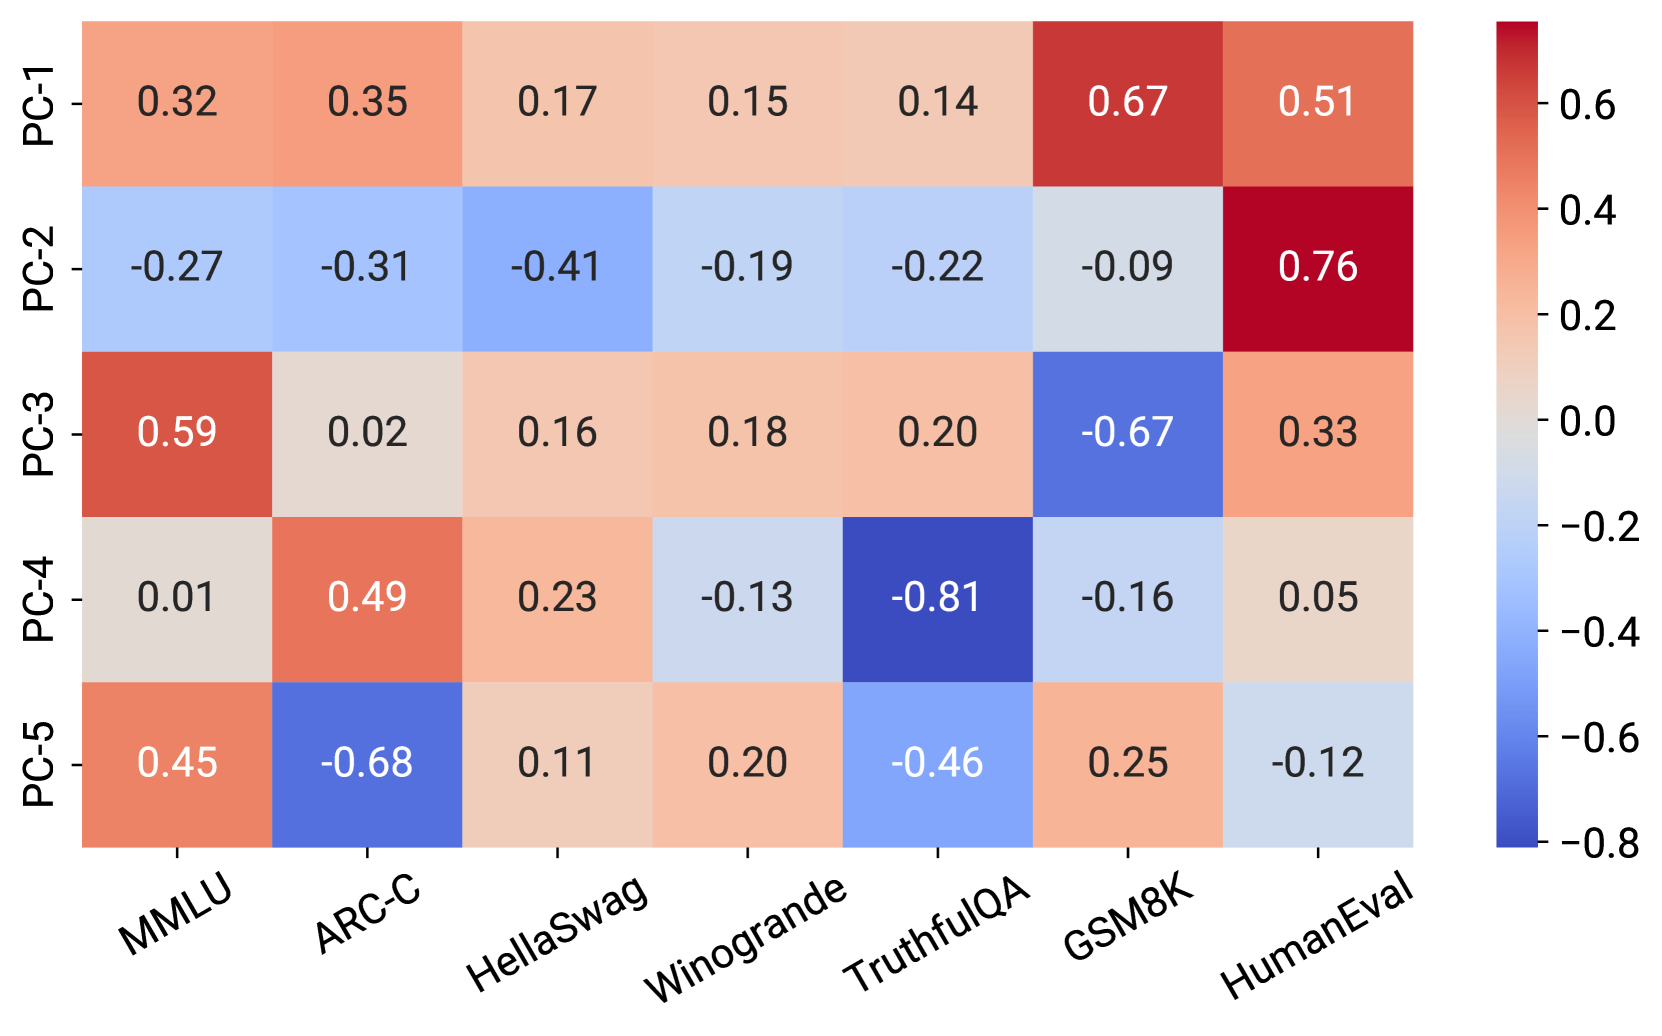 PC-1 0.32 0.35 0.17 0.15 0.14 0.67 0.51
PC-2 -0.27 -0.31 -0.41 -0.19 -0.22 -0.09 0.76
PC-3 0.59 0.02 0.16 0.18 0.20 -0.67 0.33
PC-4 0.01 0.49 0.23 -0.13 -0.81 -0.16 0.05
PC-5 0.45 -0.68 0.11 0.20 -0.46 0.25 -0.12
MMLU ARC-C HellaSwag Winogrande TruthfulQA GSM8K HumanEval
0.6
0.4
0.2
0.0
−0.2
−0.4
−0.6
−0.8